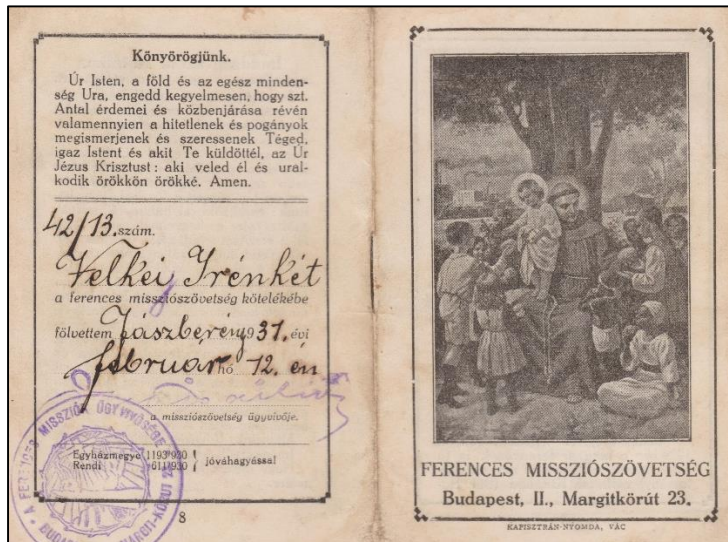 Könyörögjünk.
Úr Isten, a föld és az egész minden-
ség Ura, engedd kegyelmesen, hogy szt.
Antal érdemei és közbenjárása révén
valamennyien a hitetlenek és pogányok
megismerjenek és szeressenek Téged,
igaz Istent és akit Te küldöttél, az Úr
Jézus Krisztust: aki veled él és ural-
kodik örökkön örökké. Amen.
42/13. szám.
Velkei Irénkét
a ferences missziószövetség kötelékébe
fölvettem Jászberény 931. évi
február hó 12. én
a missziószövetség ügyvivője.
Egyházmegye 1193/930
Rendi 611/930 jóváhagyással
A FERENCES MISSZIÓK ÜGYVIVŐSÉGE
8
FERENCES MISSZIÓSZÖVETSÉG
Budapest, II., Margitkörút 23.
KAPISZTRÁN-NYOMDA, VÁC